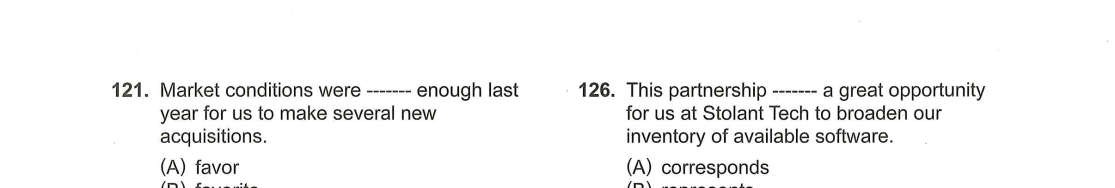 121. Market conditions were ------- enough last
year for us to make several new
acquisitions.
(A) favor
126. This partnership ------- a great opportunity
for us at Stolant Tech to broaden our
inventory of available software.
(A) corresponds